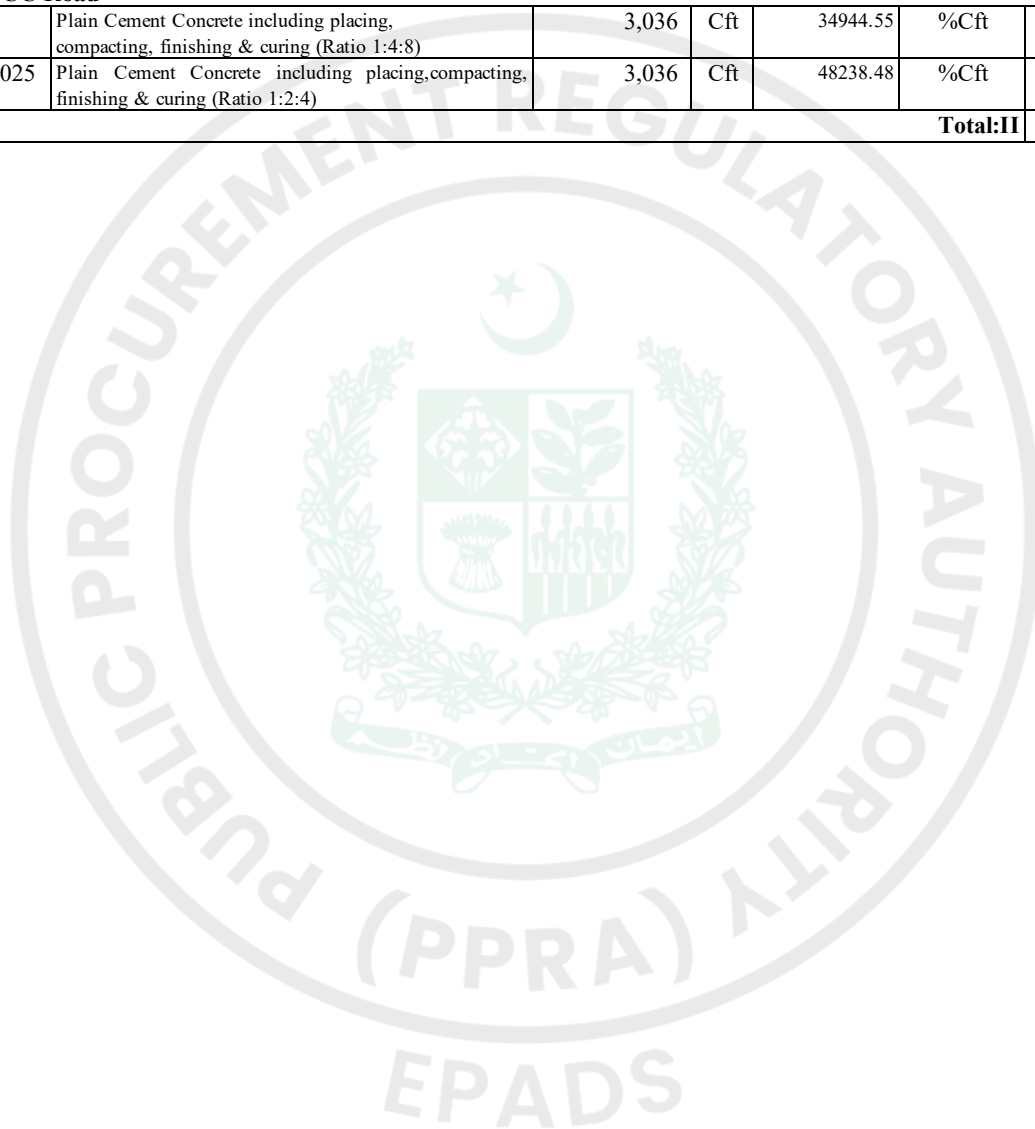 Plain Cement Concrete including placing, 3,036 Cft 34944.55 %Cft
compacting, finishing & curing (Ratio 1:4:8)
025 Plain Cement Concrete including placing,compacting, 3,036 Cft 48238.48 %Cft
finishing & curing (Ratio 1:2:4)
Total:II
PUBLIC PROCUREMENT REGULATORY AUTHORITY
(PPRA)
EPADS